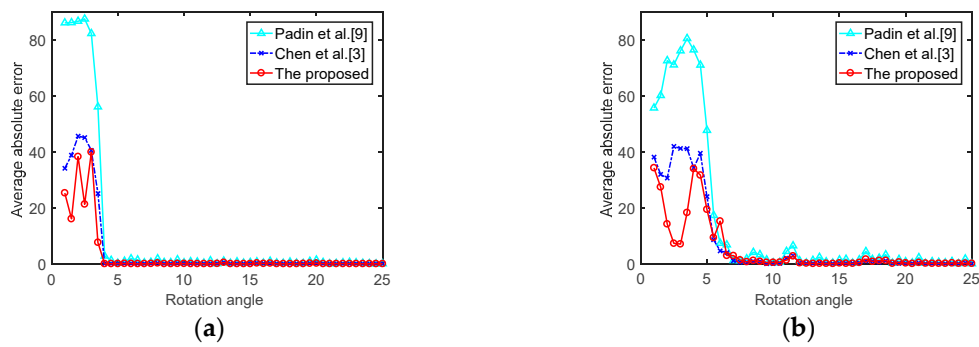 80
60
40
20
0
Average absolute error
Padin et al.[9]
Chen et al.[3]
The proposed
0 5 10 15 20 25
Rotation angle
(a)
80
60
40
20
0
Average absolute error
Padin et al.[9]
Chen et al.[3]
The proposed
0 5 10 15 20 25
Rotation angle
(b)